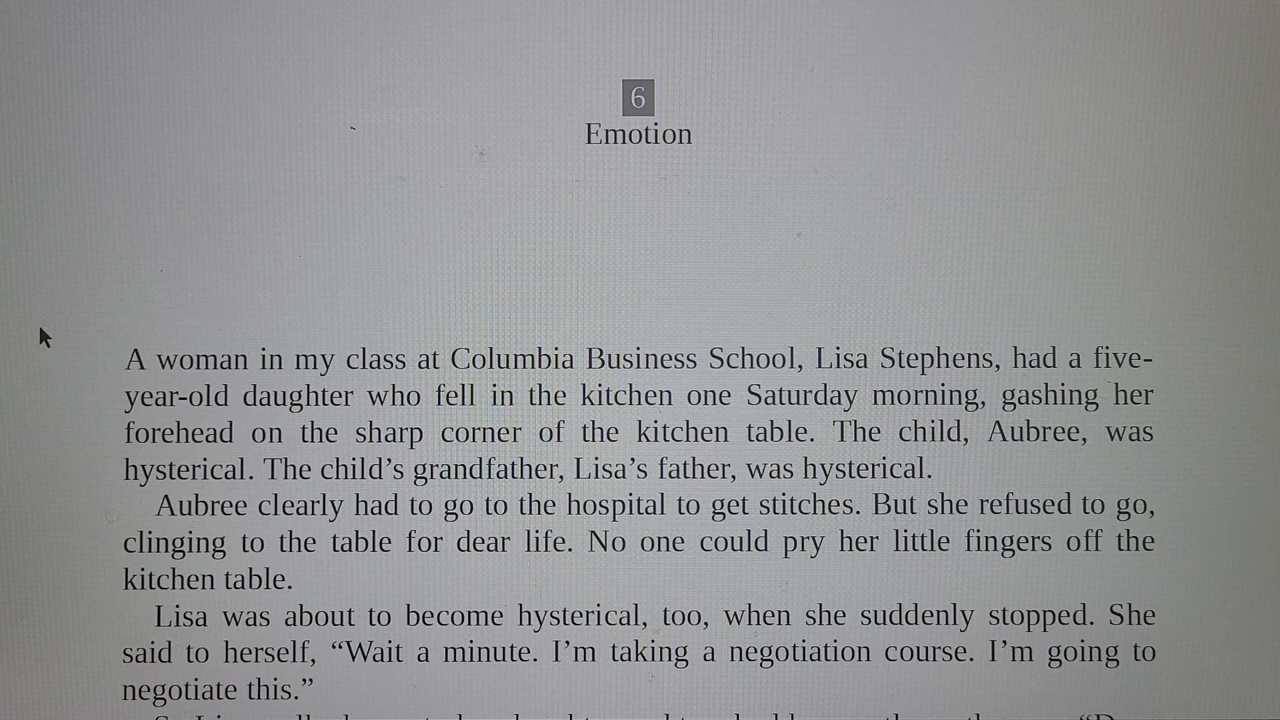 6
Emotion
A woman in my class at Columbia Business School, Lisa Stephens, had a five-
year-old daughter who fell in the kitchen one Saturday morning, gashing her
forehead on the sharp corner of the kitchen table. The child, Aubree, was
hysterical. The child’s grandfather, Lisa’s father, was hysterical.
Aubree clearly had to go to the hospital to get stitches. But she refused to go,
clinging to the table for dear life. No one could pry her little fingers off the
kitchen table.
Lisa was about to become hysterical, too, when she suddenly stopped. She
said to herself, “Wait a minute. I’m taking a negotiation course. I’m going to
negotiate this.”